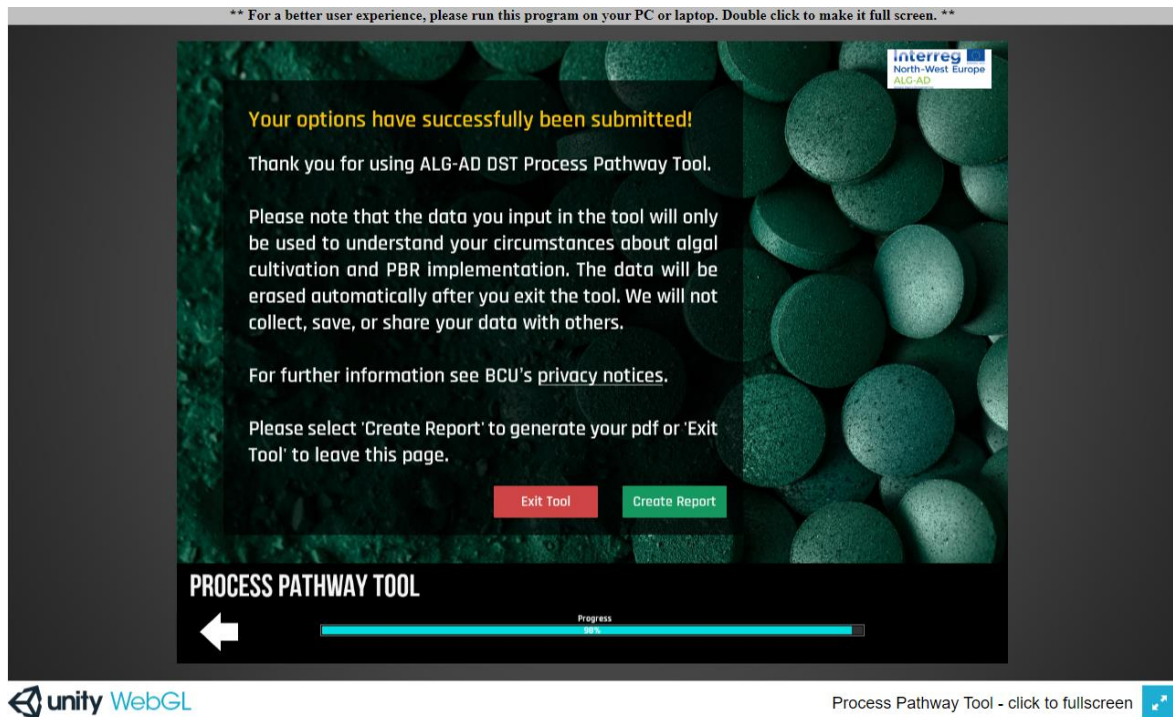 ** For a better user experience, please run this program on your PC or laptop. Double click to make it full screen. **
Interreg
North-West Europe
ALG-AD
Your options have successfully been submitted!
Thank you for using ALG-AD DST Process Pathway Tool.
Please note that the data you input in the tool will only
be used to understand your circumstances about algal
cultivation and PBR implementation. The data will be
erased automatically after you exit the tool. We will not
collect, save, or share your data with others.
For further information see BCU's privacy notices.
Please select 'Create Report' to generate your pdf or 'Exit
Tool' to leave this page.
Exit Tool
Create Report
PROCESS PATHWAY TOOL
Progress
98%
unity WebGL
Process Pathway Tool - click to fullscreen